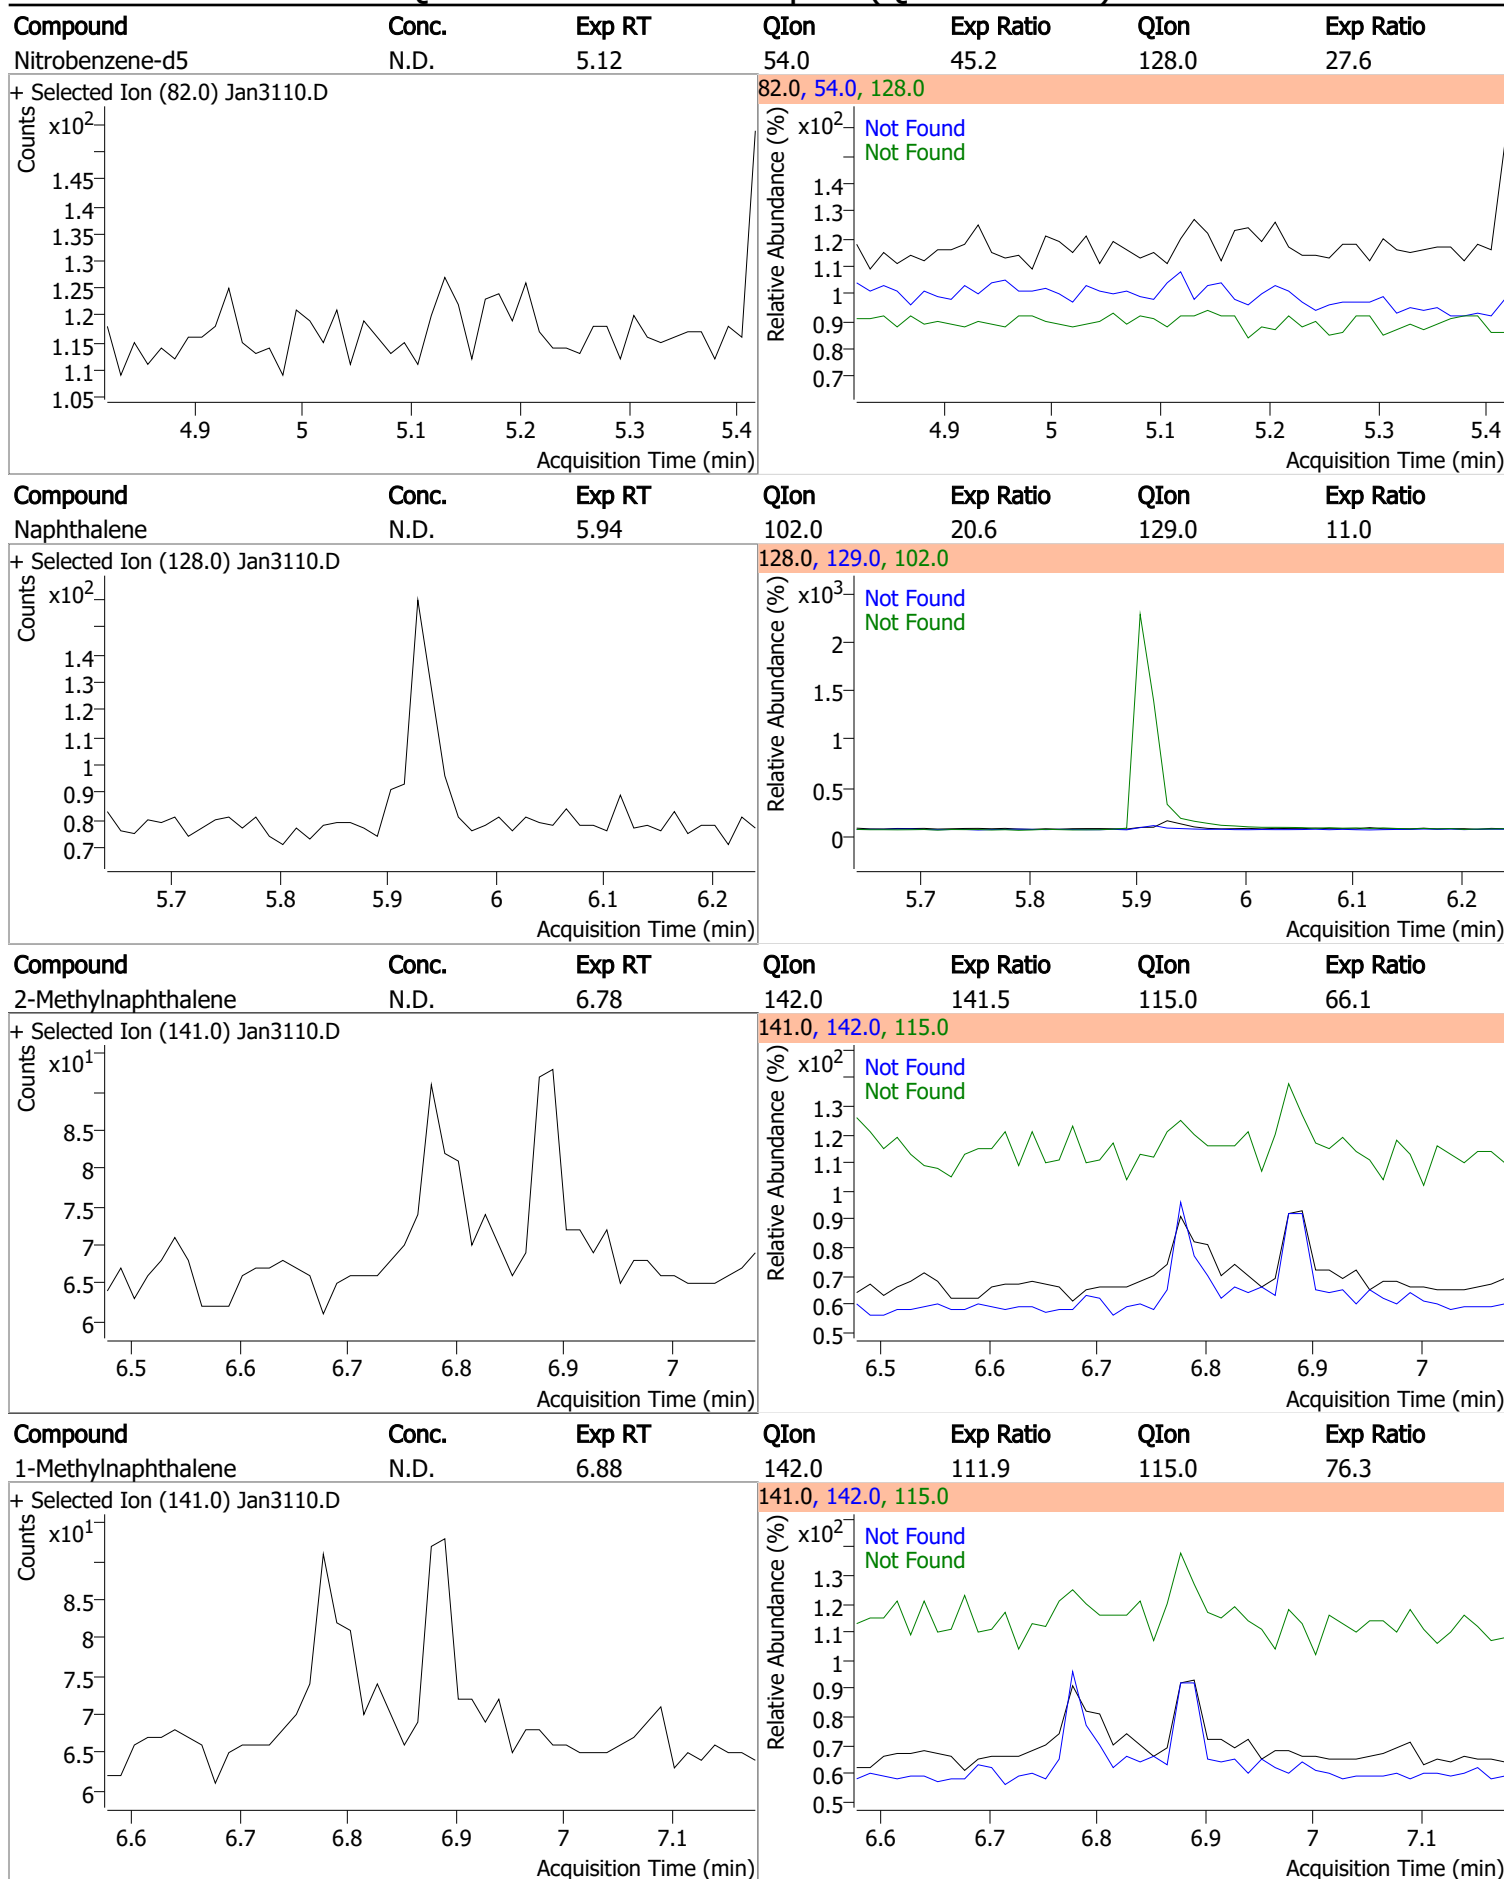 Compound Conc. Exp RT QIon Exp Ratio QIon Exp Ratio
Nitrobenzene-d5 N.D. 5.12 54.0 45.2 128.0 27.6
+ Selected Ion (82.0) Jan3110.D
Counts
x102
1.45
1.4
1.35
1.3
1.25
1.2
1.15
1.1
1.05
4.9 5 5.1 5.2 5.3 5.4
Acquisition Time (min)
82.0, 54.0, 128.0
Relative Abundance (%)
x102
Not Found
Not Found
1.4
1.3
1.2
1.1
1
0.9
0.8
0.7
4.9 5 5.1 5.2 5.3 5.4
Acquisition Time (min)
Compound Conc. Exp RT QIon Exp Ratio QIon Exp Ratio
Naphthalene N.D. 5.94 102.0 20.6 129.0 11.0
+ Selected Ion (128.0) Jan3110.D
Counts
x102
1.4
1.3
1.2
1.1
1
0.9
0.8
0.7
5.7 5.8 5.9 6 6.1 6.2
Acquisition Time (min)
128.0, 129.0, 102.0
Relative Abundance (%)
x103
Not Found
Not Found
2
1.5
1
0.5
0
5.7 5.8 5.9 6 6.1 6.2
Acquisition Time (min)
Compound Conc. Exp RT QIon Exp Ratio QIon Exp Ratio
2-Methylnaphthalene N.D. 6.78 142.0 141.5 115.0 66.1
+ Selected Ion (141.0) Jan3110.D
Counts
x101
8.5
8
7.5
7
6.5
6
6.5 6.6 6.7 6.8 6.9 7
Acquisition Time (min)
141.0, 142.0, 115.0
Relative Abundance (%)
x102
Not Found
Not Found
1.3
1.2
1.1
1
0.9
0.8
0.7
0.6
0.5
6.5 6.6 6.7 6.8 6.9 7
Acquisition Time (min)
Compound Conc. Exp RT QIon Exp Ratio QIon Exp Ratio
1-Methylnaphthalene N.D. 6.88 142.0 111.9 115.0 76.3
+ Selected Ion (141.0) Jan3110.D
Counts
x101
8.5
8
7.5
7
6.5
6
6.6 6.7 6.8 6.9 7 7.1
Acquisition Time (min)
141.0, 142.0, 115.0
Relative Abundance (%)
x102
Not Found
Not Found
1.3
1.2
1.1
1
0.9
0.8
0.7
0.6
0.5
6.6 6.7 6.8 6.9 7 7.1
Acquisition Time (min)